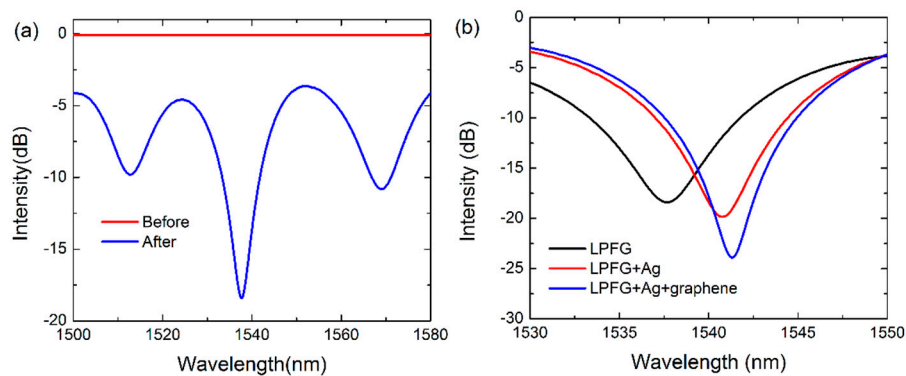 (a)
0
-5
-10
-15
-20
Intensity(dB)
Before
After
1500 1520 1540 1560 1580
Wavelength(nm)
(b)
0
-5
-10
-15
-20
-25
-30
Intensity (dB)
LPFG
LPFG+Ag
LPFG+Ag+graphene
1530 1535 1540 1545 1550
Wavelength (nm)